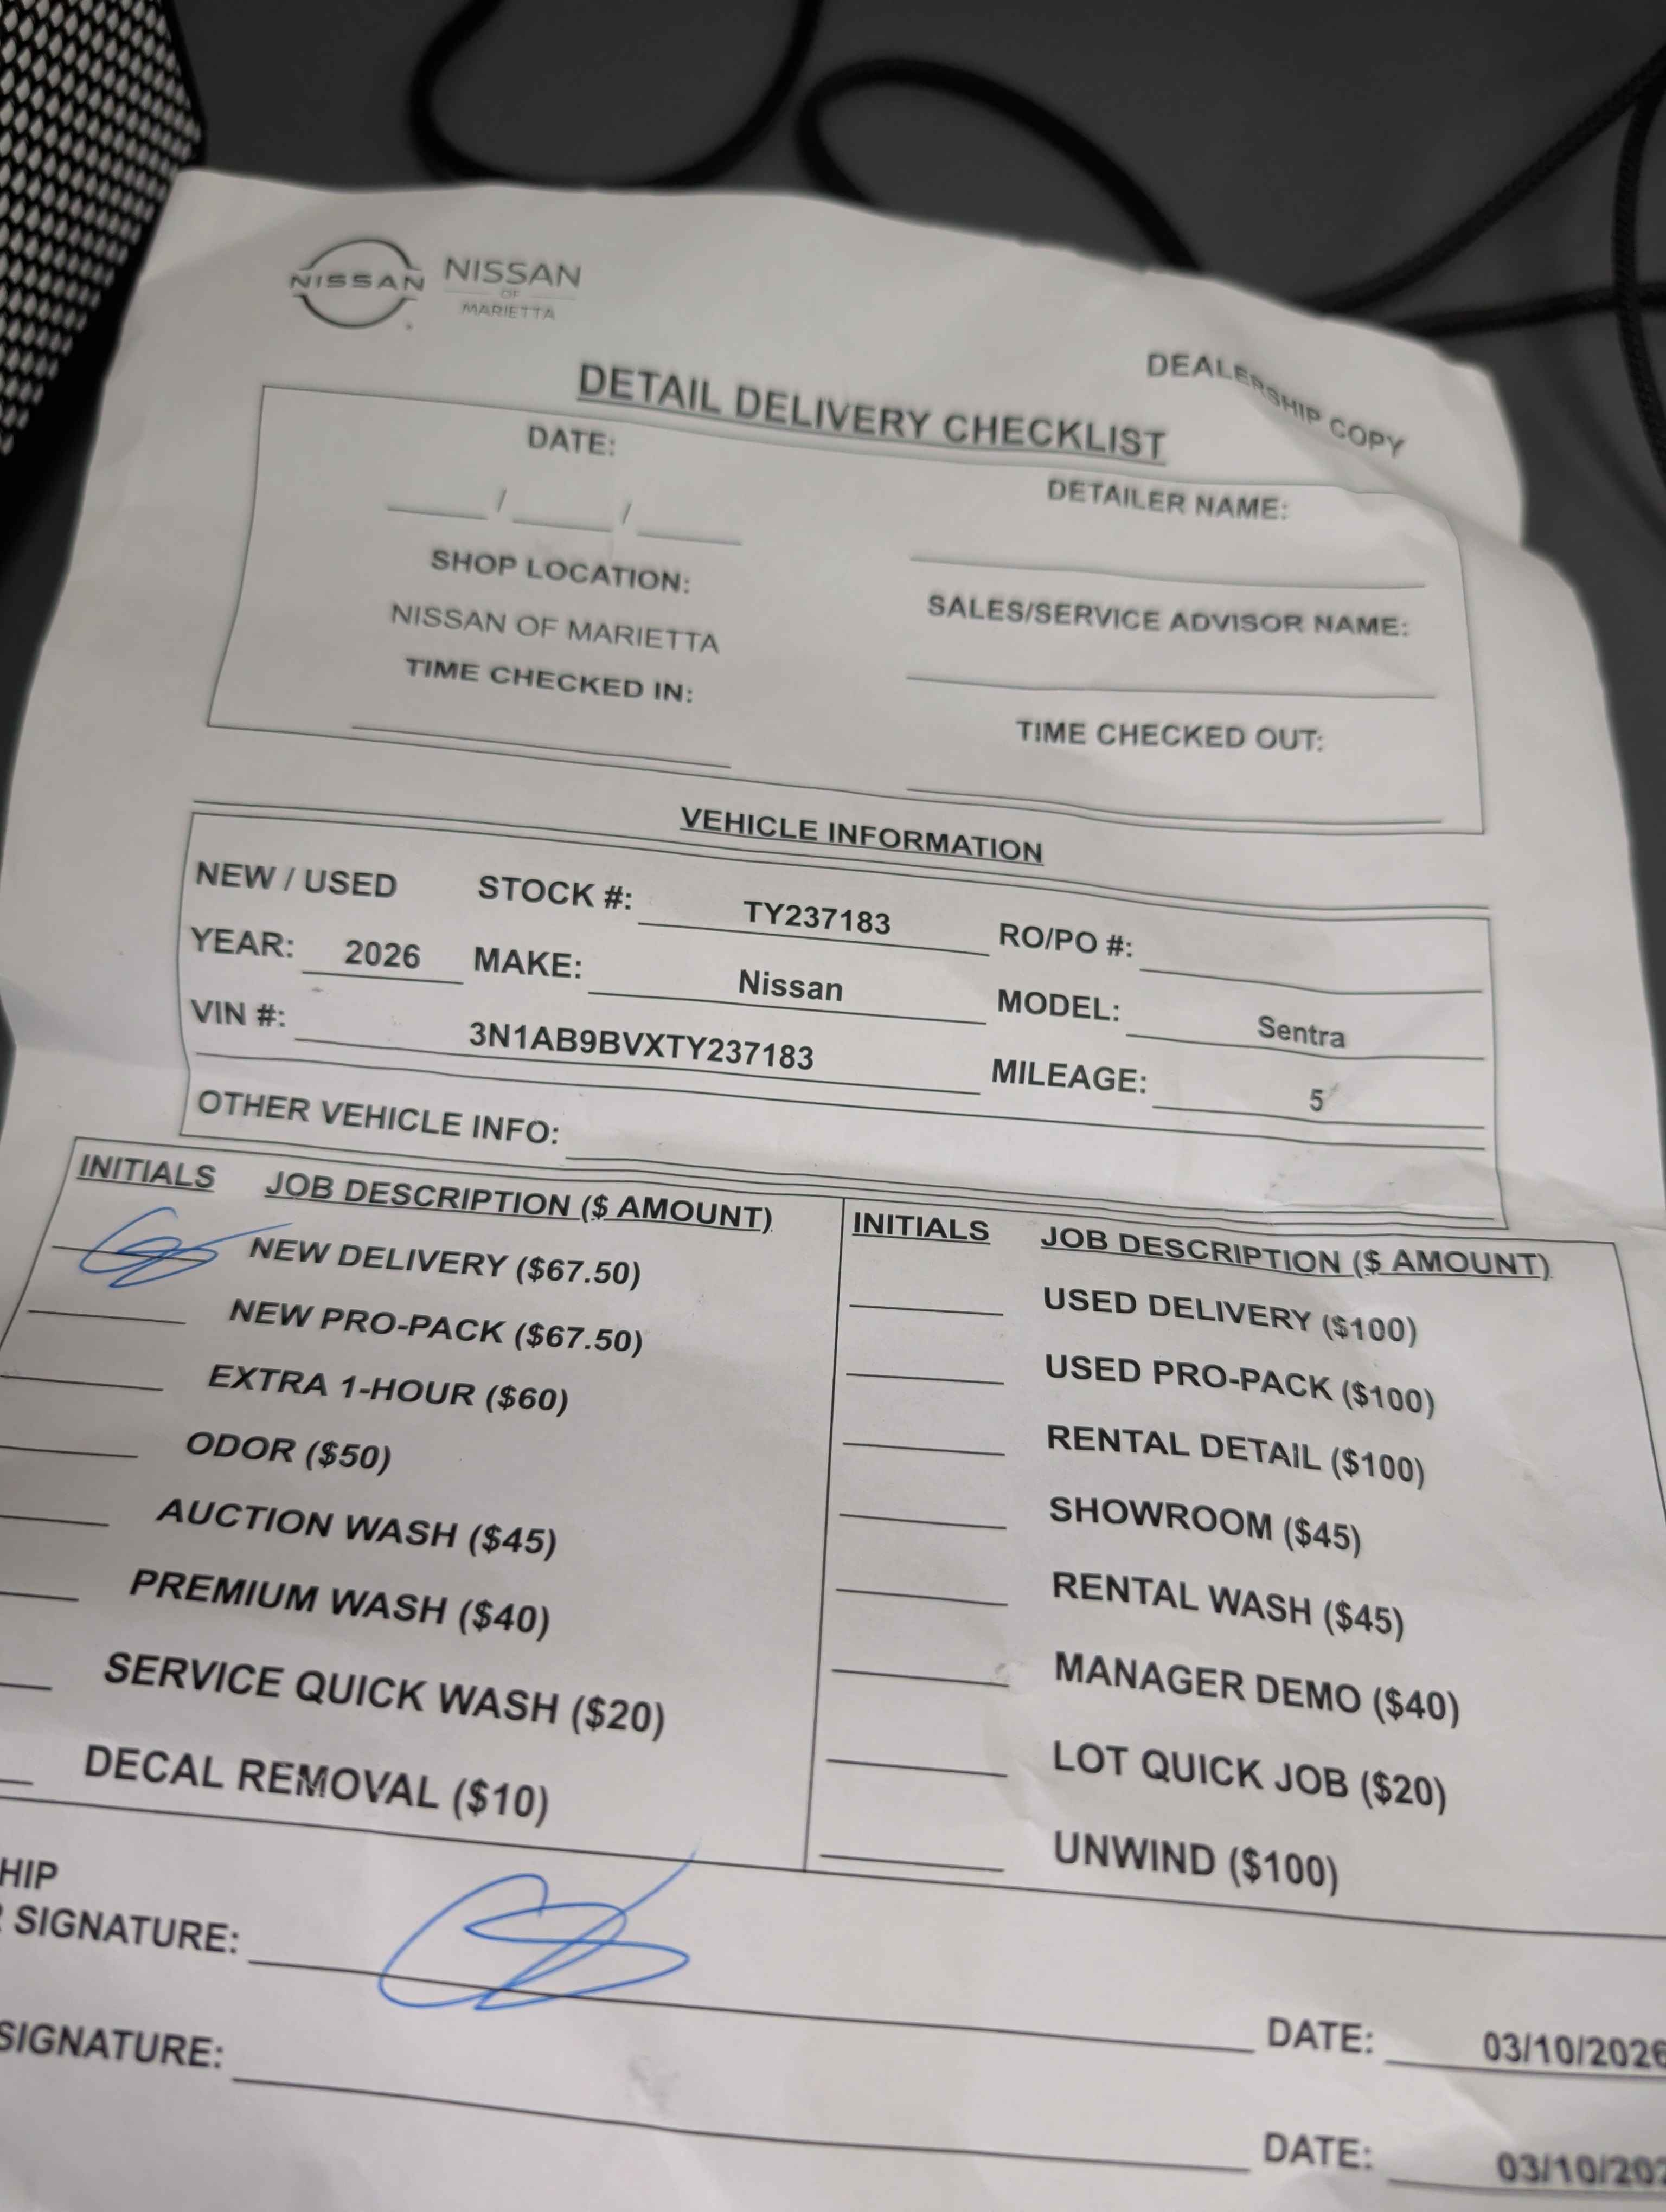 NISSAN
NISSAN
OF
MARIETTA
DEALERSHIP COPY
DETAIL DELIVERY CHECKLIST
DATE: DETAILER NAME:
____/____/____
SHOP LOCATION: SALES/SERVICE ADVISOR NAME:
NISSAN OF MARIETTA
TIME CHECKED IN: TIME CHECKED OUT:
VEHICLE INFORMATION
NEW / USED STOCK #: TY237183 RO/PO #:
YEAR: 2026 MAKE: Nissan MODEL: Sentra
VIN #: 3N1AB9BVXTY237183 MILEAGE: 5
OTHER VEHICLE INFO:
INITIALS JOB DESCRIPTION ($ AMOUNT)
NEW DELIVERY ($67.50)
NEW PRO-PACK ($67.50)
EXTRA 1-HOUR ($60)
ODOR ($50)
AUCTION WASH ($45)
PREMIUM WASH ($40)
SERVICE QUICK WASH ($20)
DECAL REMOVAL ($10)
INITIALS JOB DESCRIPTION ($ AMOUNT)
USED DELIVERY ($100)
USED PRO-PACK ($100)
RENTAL DETAIL ($100)
SHOWROOM ($45)
RENTAL WASH ($45)
MANAGER DEMO ($40)
LOT QUICK JOB ($20)
UNWIND ($100)
HIP
SIGNATURE: DATE: 03/10/2026
SIGNATURE: DATE: 03/10/202